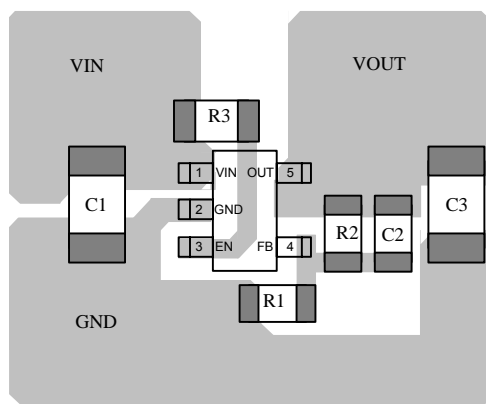 VIN
VOUT
R3
1 VIN OUT 5
C1
2 GND
C3
R2
C2
3 EN FB 4
R1
GND